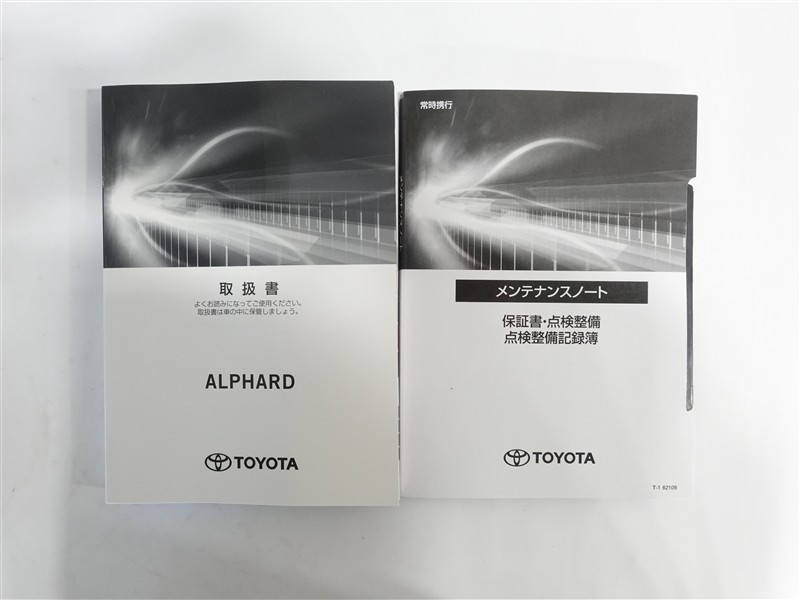 取扱書
よくお読みになってご使用ください。
取扱書は車の中に保管しましょう。
ALPHARD
TOYOTA
常時携行
メンテナンスノート
保証書・点検整備
点検整備記録簿
TOYOTA
T-1 62108